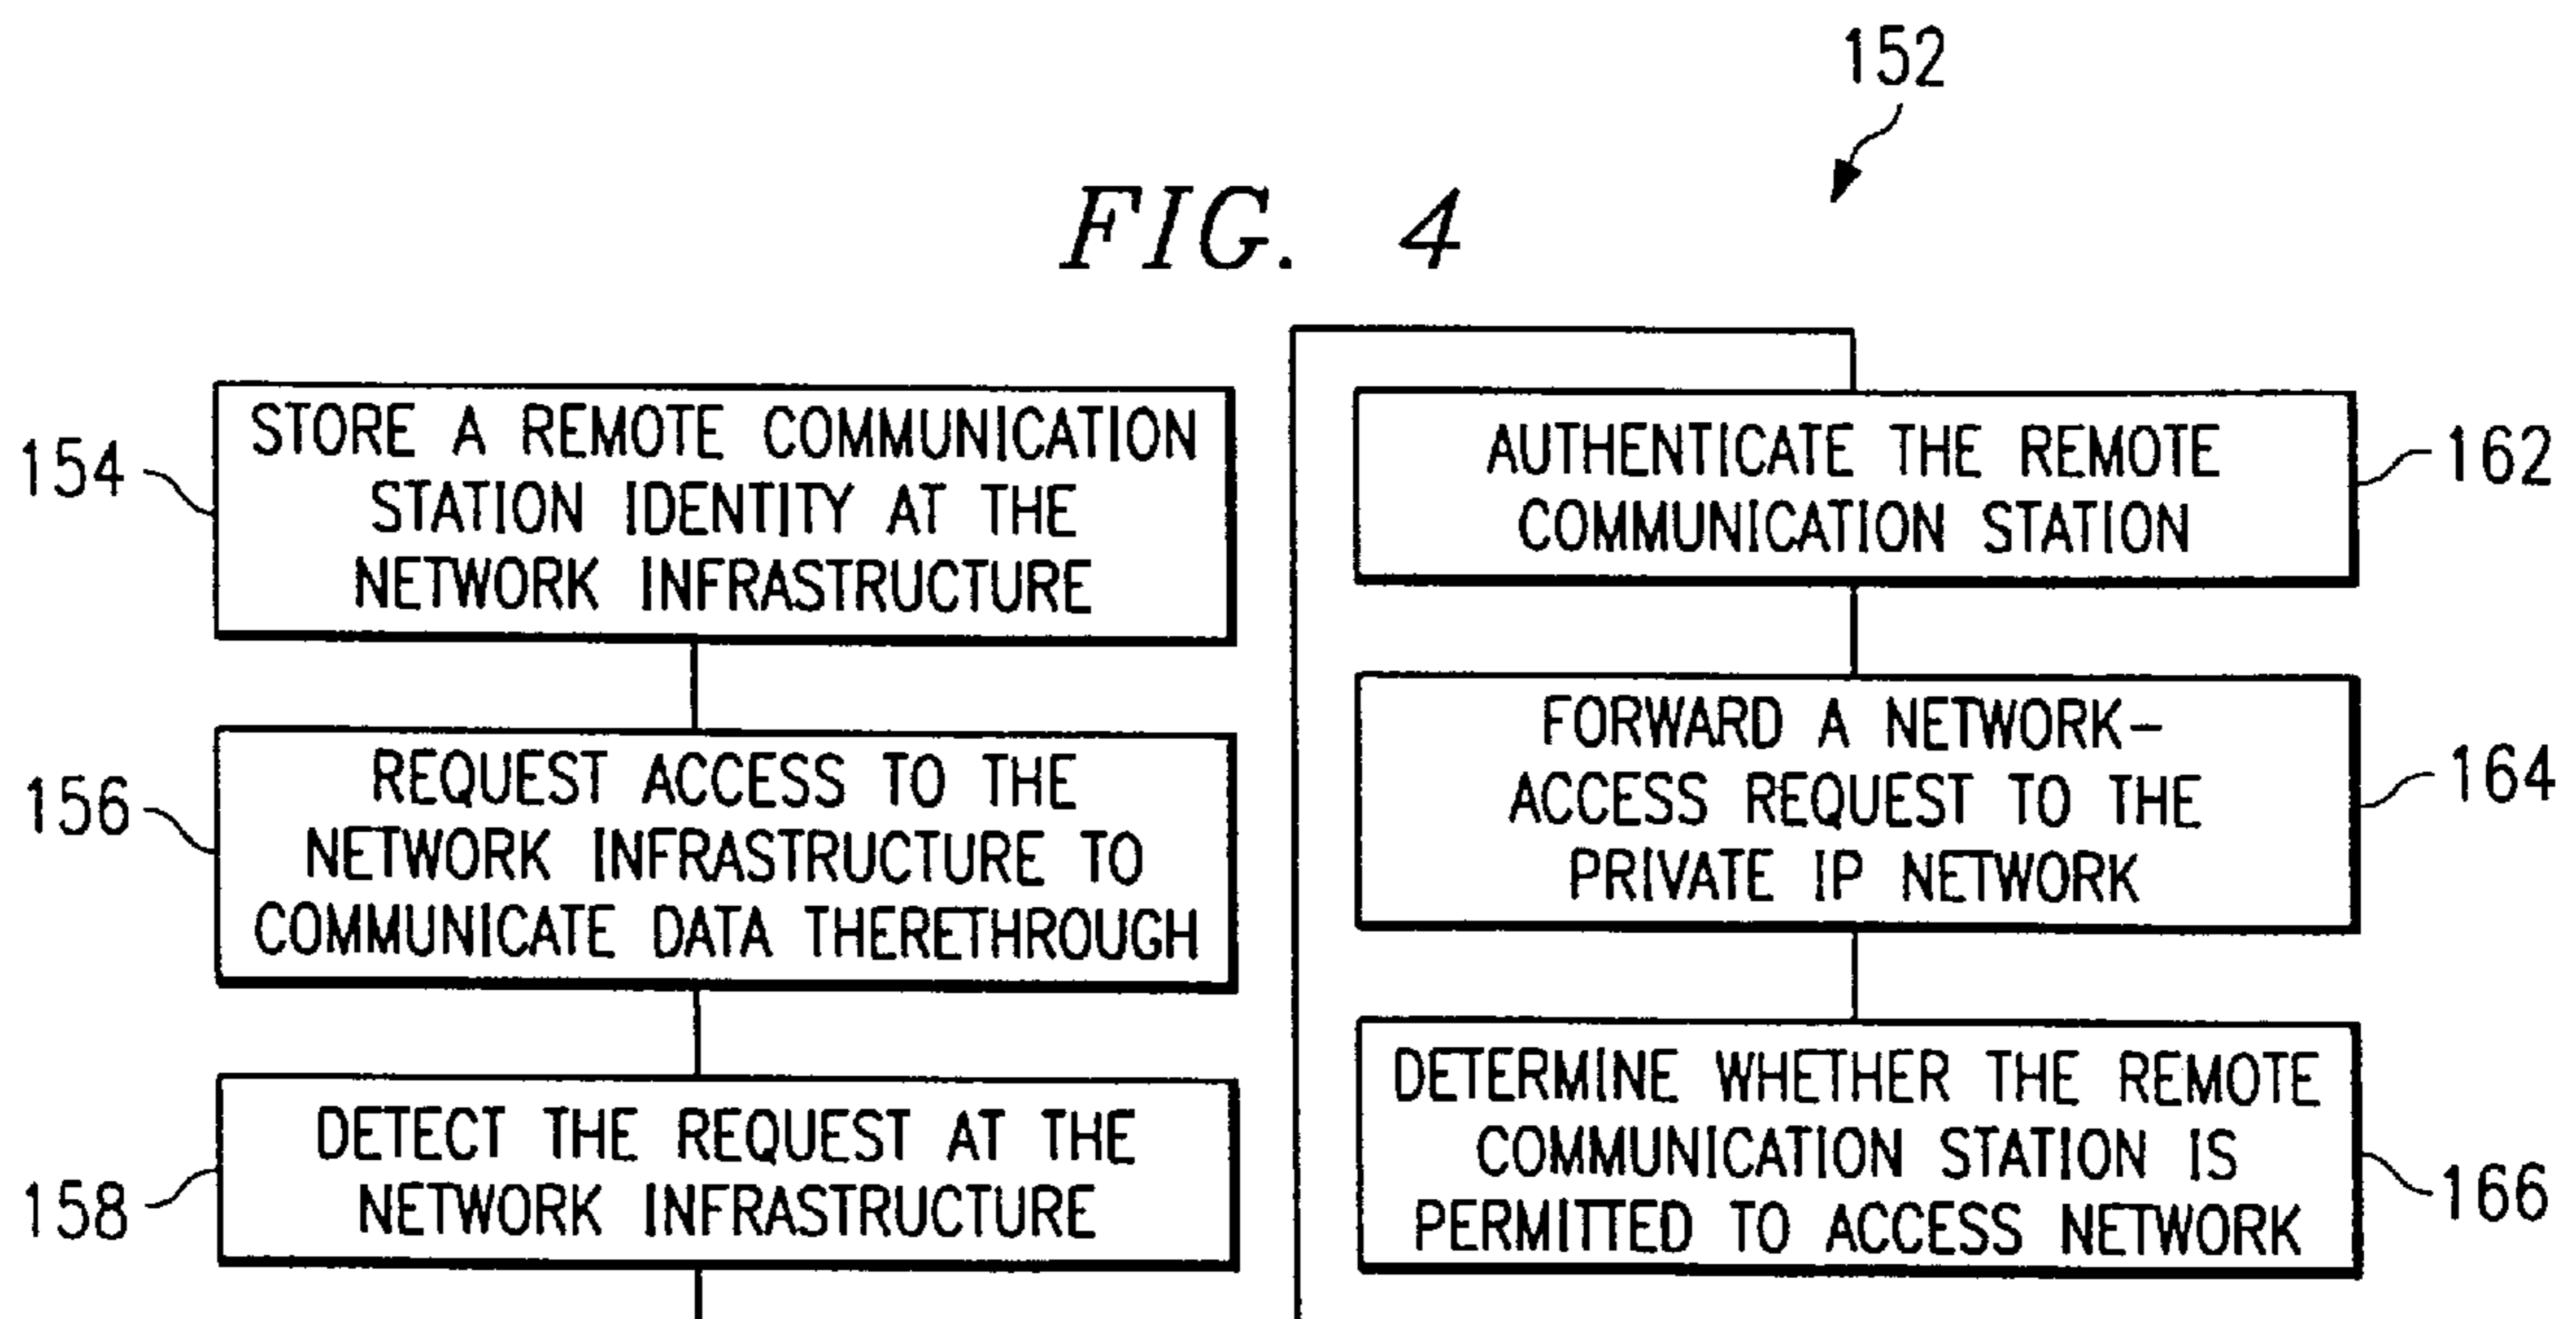 152
FIG. 4
154
STORE A REMOTE COMMUNICATION
STATION IDENTITY AT THE
NETWORK INFRASTRUCTURE
156
REQUEST ACCESS TO THE
NETWORK INFRASTRUCTURE TO
COMMUNICATE DATA THERETHROUGH
158
DETECT THE REQUEST AT THE
NETWORK INFRASTRUCTURE
AUTHENTICATE THE REMOTE
COMMUNICATION STATION
162
FORWARD A NETWORK-
ACCESS REQUEST TO THE
PRIVATE IP NETWORK
164
DETERMINE WHETHER THE REMOTE
COMMUNICATION STATION IS
PERMITTED TO ACCESS NETWORK
166